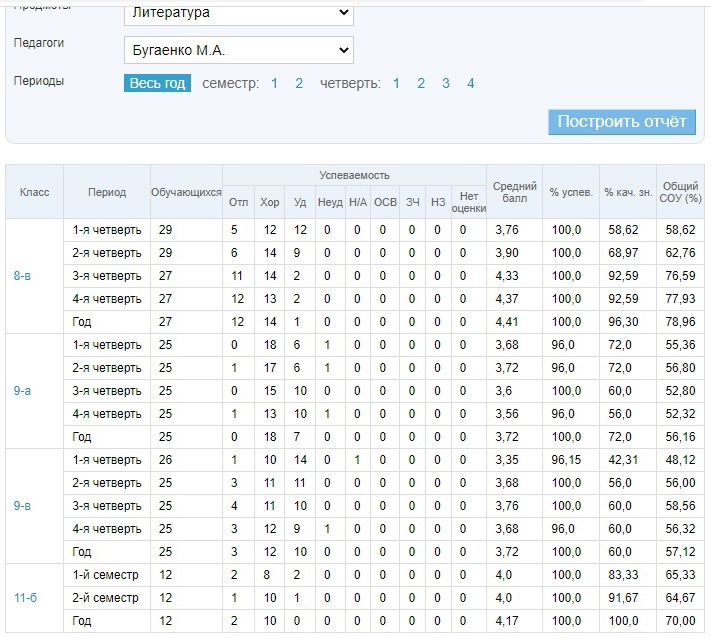 Предметы
Литература
Педагоги
Бугаенко М.А.
Периоды
Весь год семестр: 1 2 четверть: 1 2 3 4
Построить отчёт
Класс Период Обучающихся Успеваемость Средний балл % успев. % кач. зн. Общий СОУ (%)
Отл Хор Уд Неуд Н/А ОСВ ЗЧ НЗ Нет оценки
8-в
1-я четверть 29 5 12 12 0 0 0 0 0 0 3,76 100,0 58,62 58,62
2-я четверть 29 6 14 9 0 0 0 0 0 0 3,90 100,0 68,97 62,76
3-я четверть 27 11 14 2 0 0 0 0 0 0 4,33 100,0 92,59 76,59
4-я четверть 27 12 13 2 0 0 0 0 0 0 4,37 100,0 92,59 77,93
Год 27 12 14 1 0 0 0 0 0 0 4,41 100,0 96,30 78,96
9-а
1-я четверть 25 0 18 6 1 0 0 0 0 0 3,68 96,0 72,0 55,36
2-я четверть 25 1 17 6 1 0 0 0 0 0 3,72 96,0 72,0 56,80
3-я четверть 25 0 15 10 0 0 0 0 0 0 3,6 100,0 60,0 52,80
4-я четверть 25 1 13 10 1 0 0 0 0 0 3,56 96,0 56,0 52,32
Год 25 0 18 7 0 0 0 0 0 0 3,72 100,0 72,0 56,16
9-в
1-я четверть 26 1 10 14 0 1 0 0 0 0 3,35 96,15 42,31 48,12
2-я четверть 25 3 11 11 0 0 0 0 0 0 3,68 100,0 56,0 56,00
3-я четверть 25 4 11 10 0 0 0 0 0 0 3,76 100,0 60,0 58,56
4-я четверть 25 3 12 9 1 0 0 0 0 0 3,68 96,0 60,0 56,32
Год 25 3 12 10 0 0 0 0 0 0 3,72 100,0 60,0 57,12
11-б
1-й семестр 12 2 8 2 0 0 0 0 0 0 4,0 100,0 83,33 65,33
2-й семестр 12 1 10 1 0 0 0 0 0 0 4,0 100,0 91,67 64,67
Год 12 2 10 0 0 0 0 0 0 0 4,17 100,0 100,0 70,00